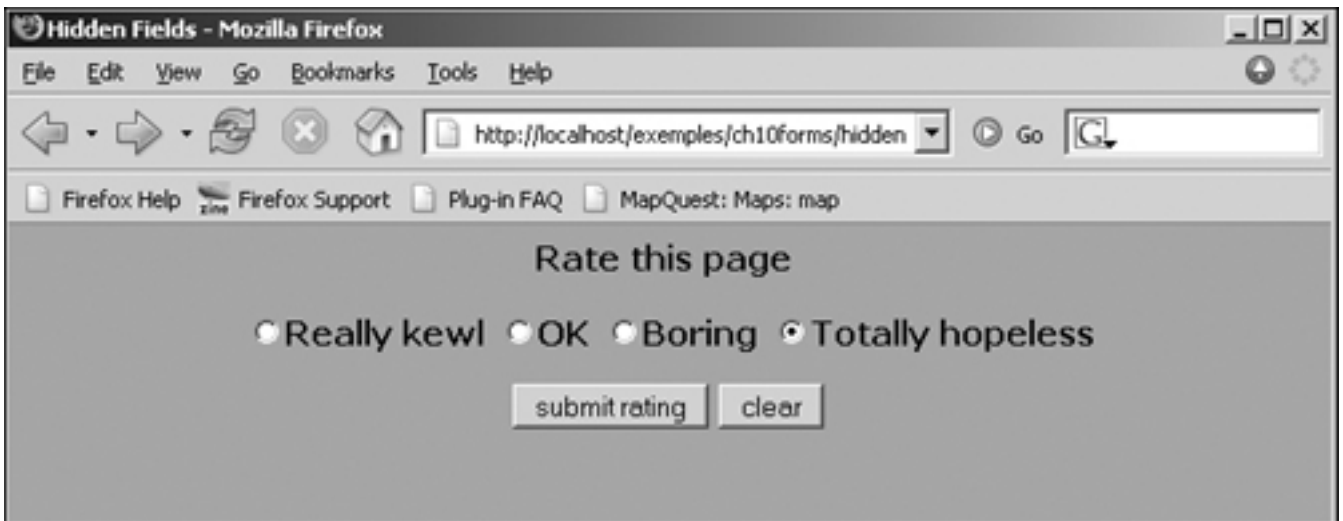 Hidden Fields - Mozilla Firefox
File Edit View Go Bookmarks Tools Help
http://localhost/exemples/ch10forms/hidden Go G
Firefox Help zine Firefox Support Plug-in FAQ MapQuest: Maps: map
Rate this page
Really kewl OK Boring Totally hopeless
submit rating clear